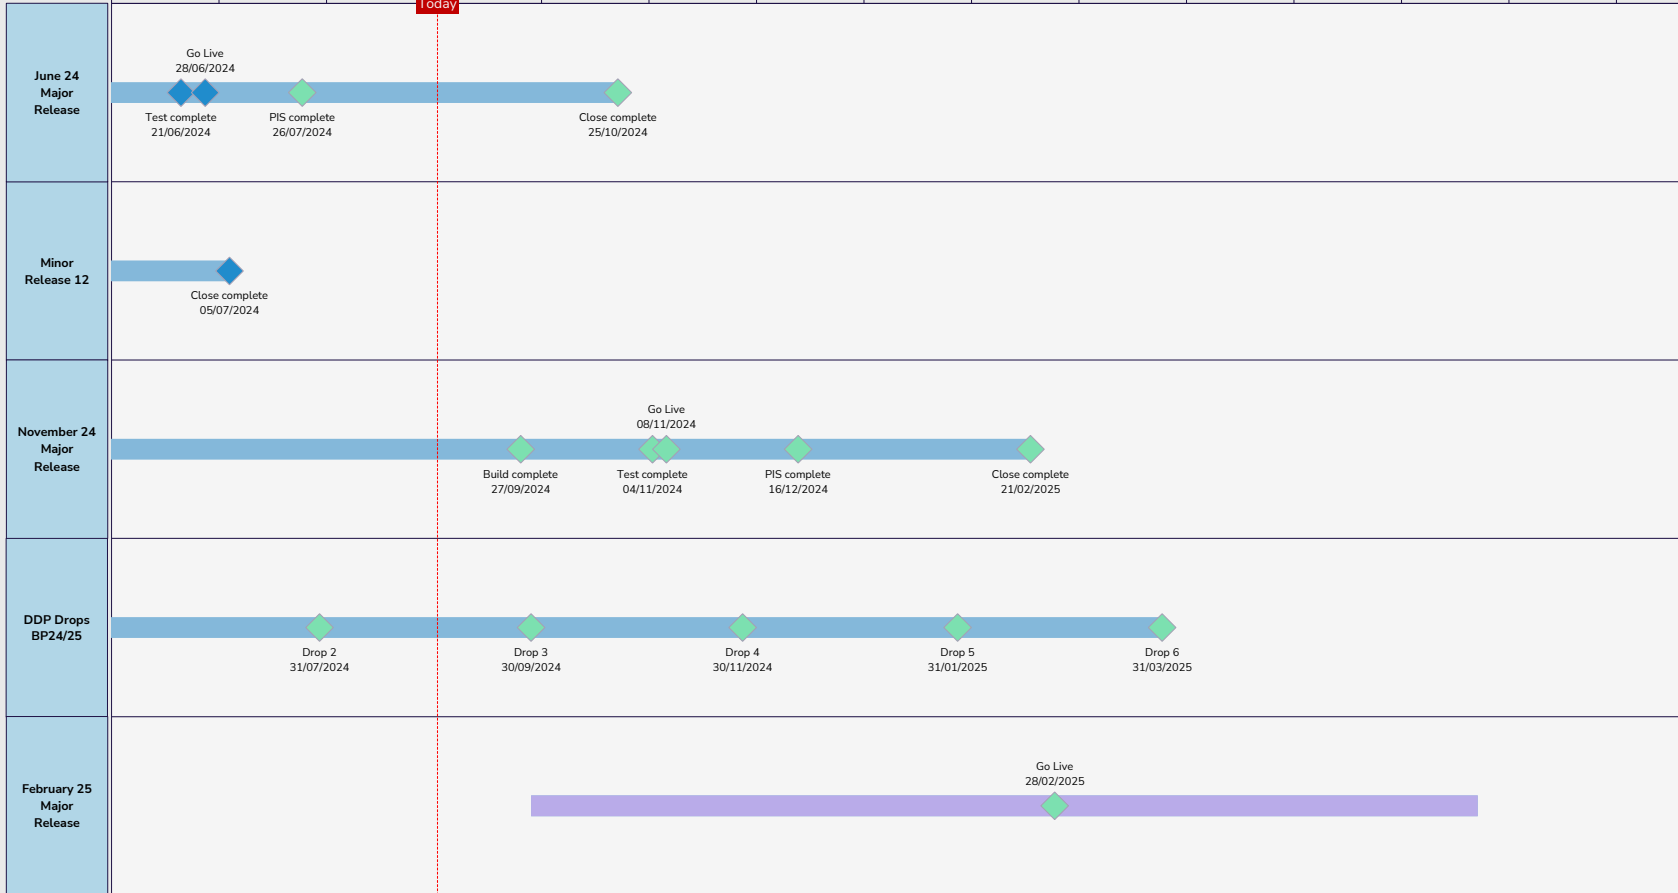 Today
June 24
Major
Release
Go Live
28/06/2024
Test complete
21/06/2024
PIS complete
26/07/2024
Close complete
25/10/2024
Minor
Release 12
Close complete
05/07/2024
November 24
Major
Release
Go Live
08/11/2024
Build complete
27/09/2024
Test complete
04/11/2024
PIS complete
16/12/2024
Close complete
21/02/2025
DDP Drops
BP24/25
Drop 2
31/07/2024
Drop 3
30/09/2024
Drop 4
30/11/2024
Drop 5
31/01/2025
Drop 6
31/03/2025
February 25
Major
Release
Go Live
28/02/2025